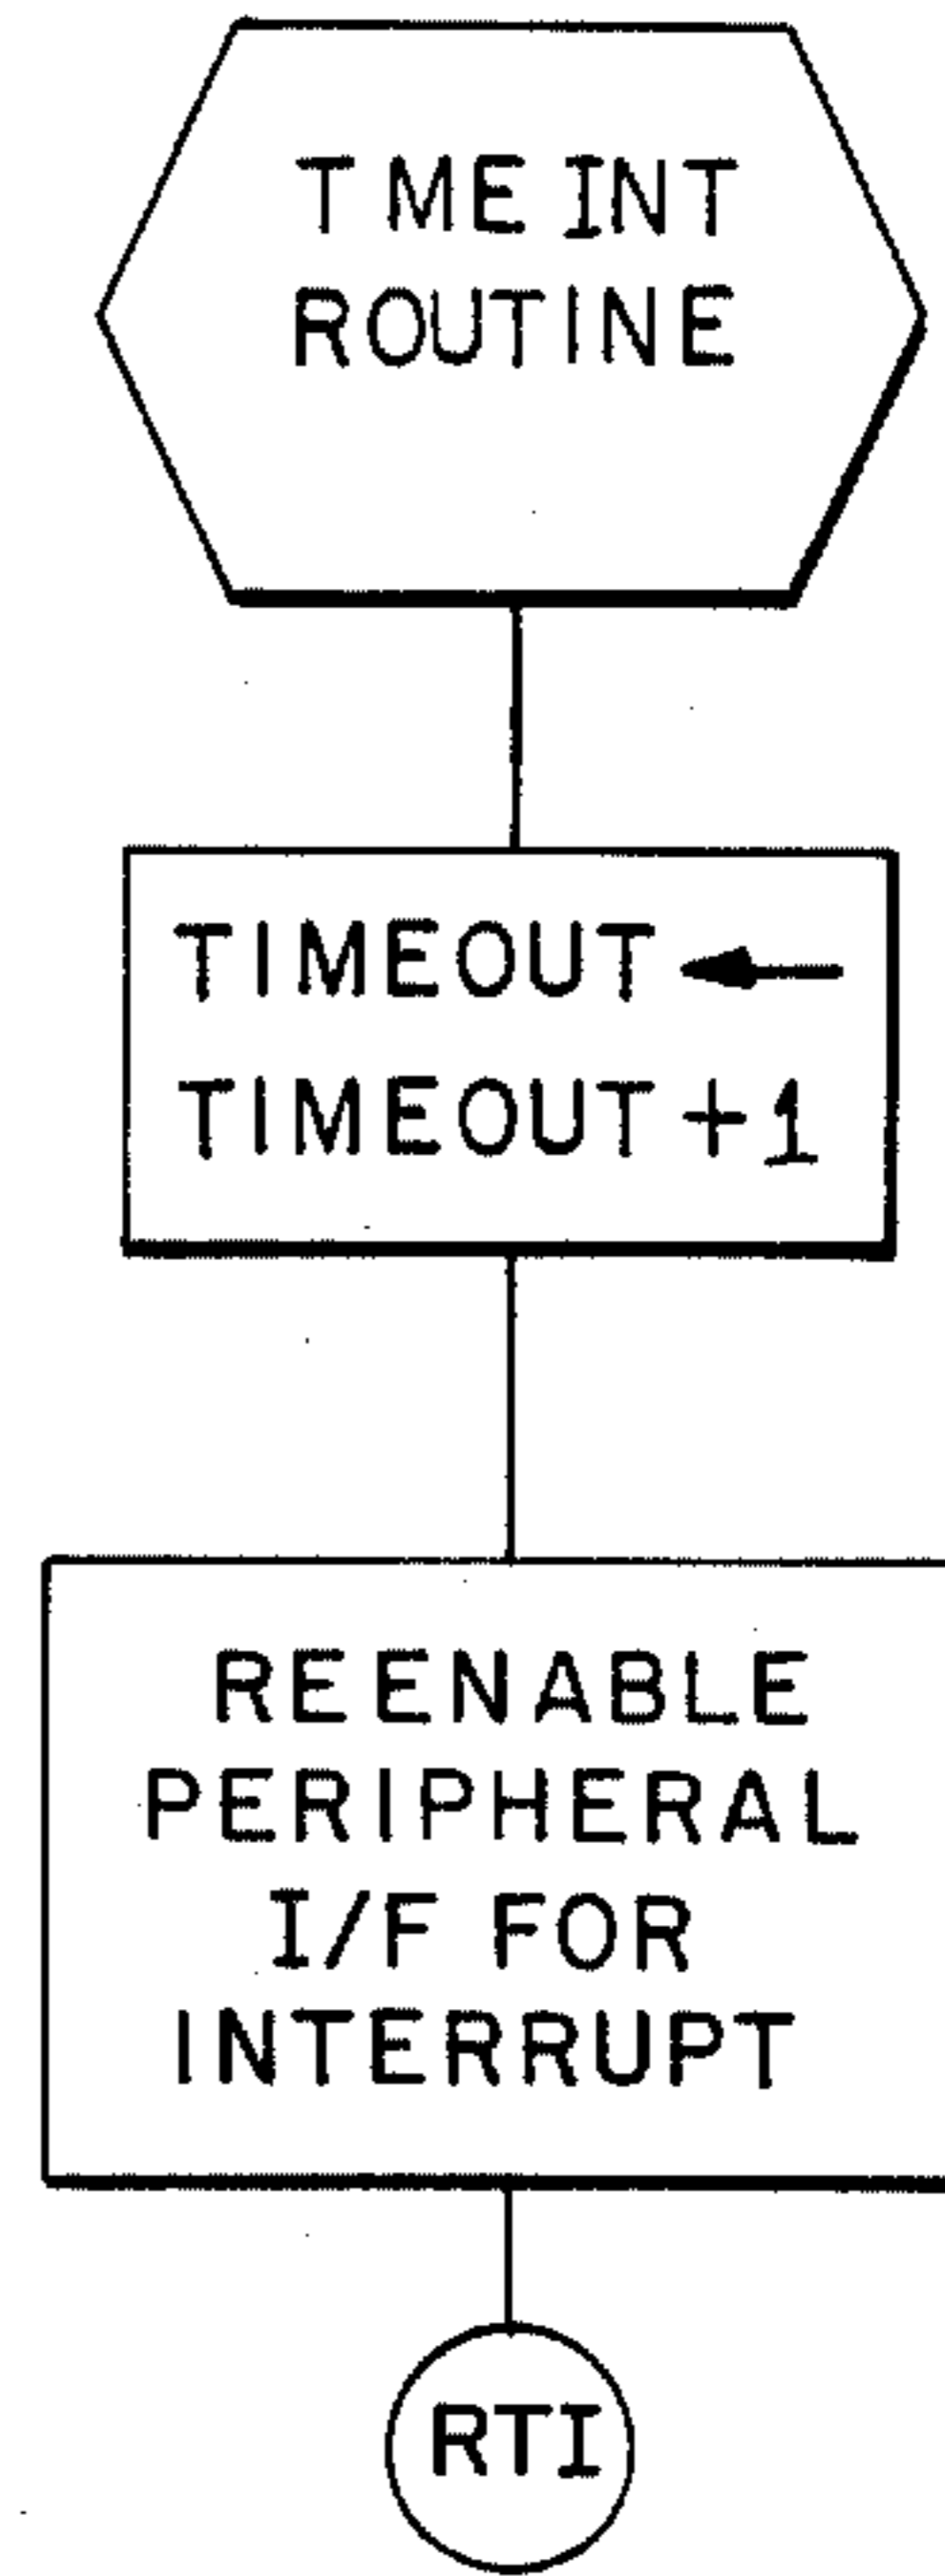 TMEINT
ROUTINE
TIMEOUT ←
TIMEOUT+1
REENABLE
PERIPHERAL
I/F FOR
INTERRUPT
RTI